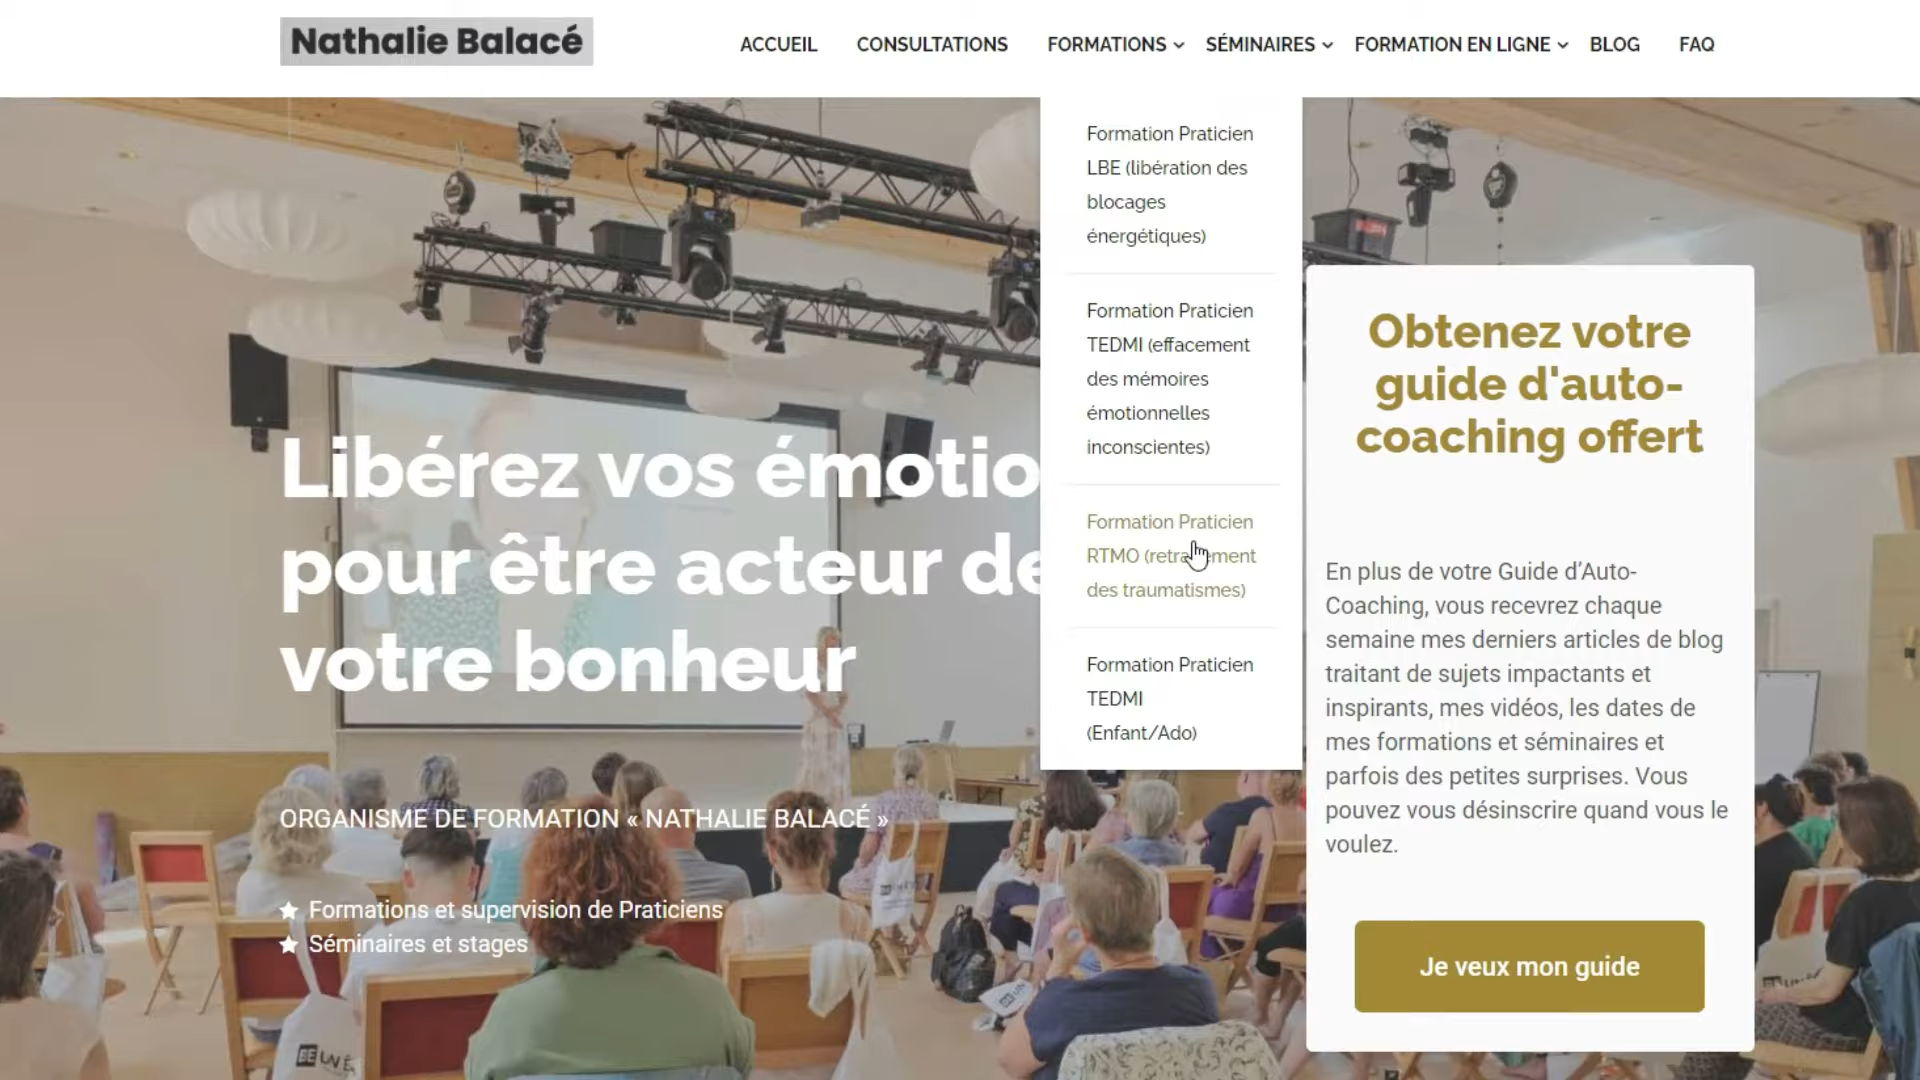 Nathalie Balacé
ACCUEIL
CONSULTATIONS
FORMATIONS
SÉMINAIRES
FORMATION EN LIGNE
BLOG
FAQ
Formation Praticien
LBE (libération des
blocages
énergétiques)
Formation Praticien
TEDMI (effacement
des mémoires
émotionnelles
inconscientes)
Formation Praticien
RTMO (retraitement
des traumatismes)
Formation Praticien
TEDMI
(Enfant/Ado)
Libérez vos émotio
pour être acteur de
votre bonheur
ORGANISME DE FORMATION « NATHALIE BALACÉ »
Formations et supervision de Praticiens
Séminaires et stages
Obtenez votre
guide d'auto-
coaching offert
En plus de votre Guide d’Auto-
Coaching, vous recevrez chaque
semaine mes derniers articles de blog
traitant de sujets impactants et
inspirants, mes vidéos, les dates de
mes formations et séminaires et
parfois des petites surprises. Vous
pouvez vous désinscrire quand vous le
voulez.
Je veux mon guide